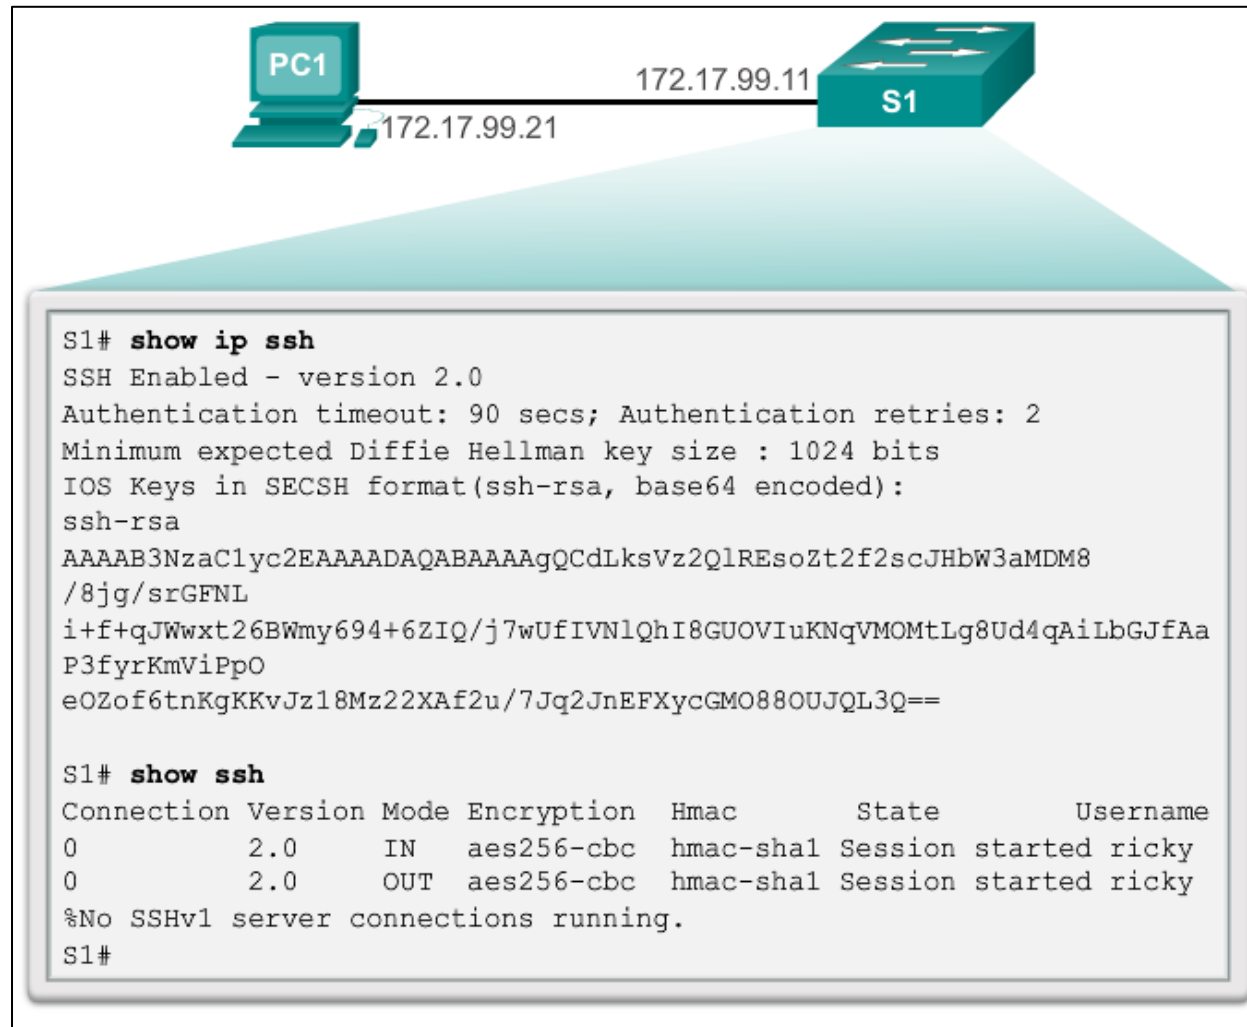 PC1
172.17.99.11
S1
172.17.99.21
S1# show ip ssh
SSH Enabled - version 2.0
Authentication timeout: 90 secs; Authentication retries: 2
Minimum expected Diffie Hellman key size : 1024 bits
IOS Keys in SECSH format(ssh-rsa, base64 encoded):
ssh-rsa
AAAAB3NzaC1yc2EAAAADAQABAAAAgQCdLksVz2QlREsoZt2f2scJHbW3aMDM8
/8jg/srGFNL
i+f+qJWwxt26BWmy694+6ZIQ/j7wUfIVNlQhI8GUOVIuKNqVMOMtLg8Ud4qAiLbGJfAa
P3fyrKmViPpO
eOZof6tnKgKKvJz18Mz22XAf2u/7Jq2JnEFXycGMO88OUJQL3Q==
S1# show ssh
Connection Version Mode Encryption Hmac State Username
0 2.0 IN aes256-cbc hmac-sha1 Session started ricky
0 2.0 OUT aes256-cbc hmac-sha1 Session started ricky
%No SSHv1 server connections running.
S1#